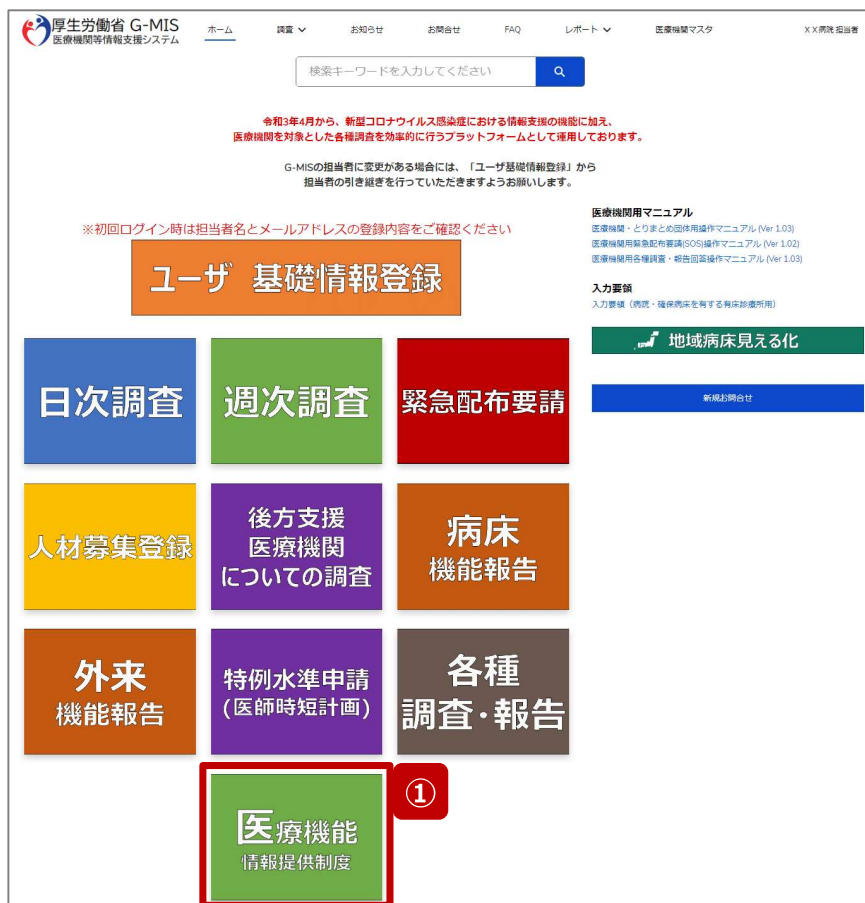 厚生労働省 G-MIS
医療機関等情報支援システム
ホーム 調査 お知らせ お問合せ FAQ レポート 医療機関マスタ XX病院 担当者
検索キーワードを入力してください
令和3年4月から、新型コロナウイルス感染症における情報支援の機能に加え、
医療機関を対象とした各種調査を効率的に行うプラットフォームとして運用しております。
G-MISの担当者に変更がある場合には、「ユーザ基礎情報登録」から
担当者の引き継ぎを行っていただきますようお願いします。
※初回ログイン時は担当者名とメールアドレスの登録内容をご確認ください
ユーザ 基礎情報登録
日次調査
週次調査
緊急配布要請
人材募集登録
後方支援
医療機関
についての調査
病床
機能報告
外来
機能報告
特例水準申請
(医師時短計画)
各種
調査・報告
医療機能
情報提供制度
①
医療機関用マニュアル
医療機関・とりまとめ団体用操作マニュアル (Ver 1.03)
医療機関用緊急配布要請(SOS)操作マニュアル (Ver 1.02)
医療機関用各種調査・報告回答操作マニュアル (Ver 1.03)
入力要領
入力要領（病院・確保病床を有する有床診療所用）
地域病床見える化
新規お問合せ